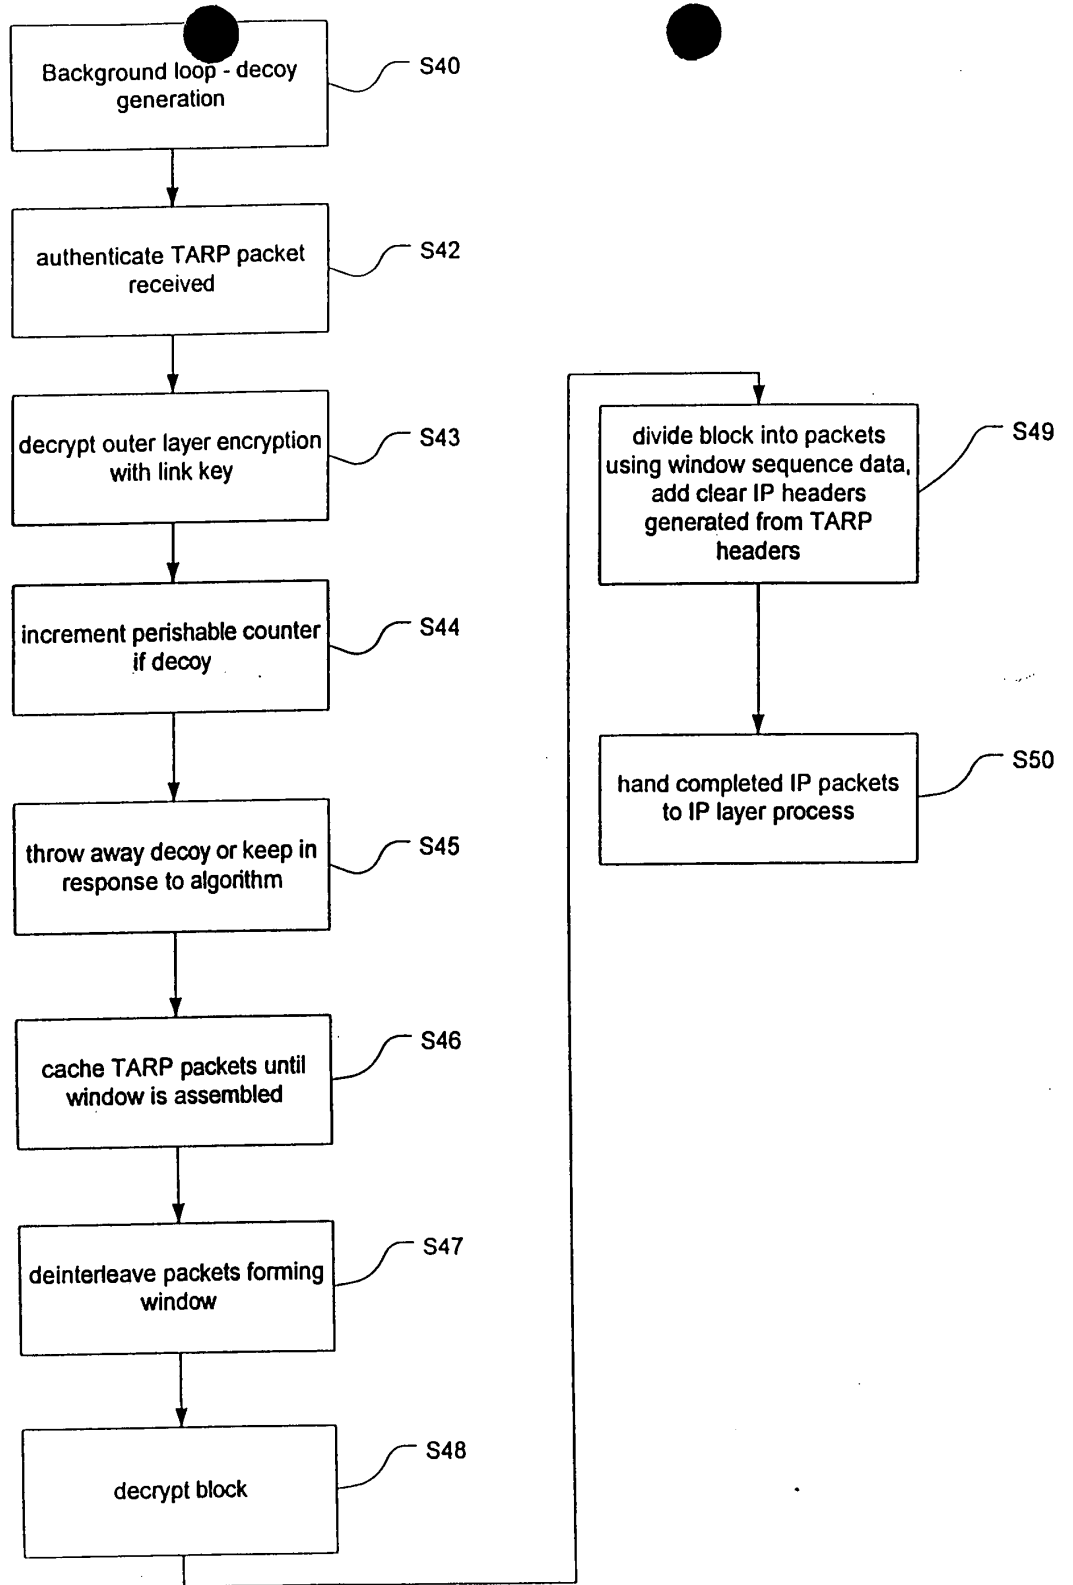 Background loop - decoy
generation
S40
authenticate TARP packet
received
S42
decrypt outer layer encryption
with link key
S43
increment perishable counter
if decoy
S44
throw away decoy or keep in
response to algorithm
S45
cache TARP packets until
window is assembled
S46
deinterleave packets forming
window
S47
decrypt block
S48
divide block into packets
using window sequence data,
add clear IP headers
generated from TARP
headers
S49
hand completed IP packets
to IP layer process
S50